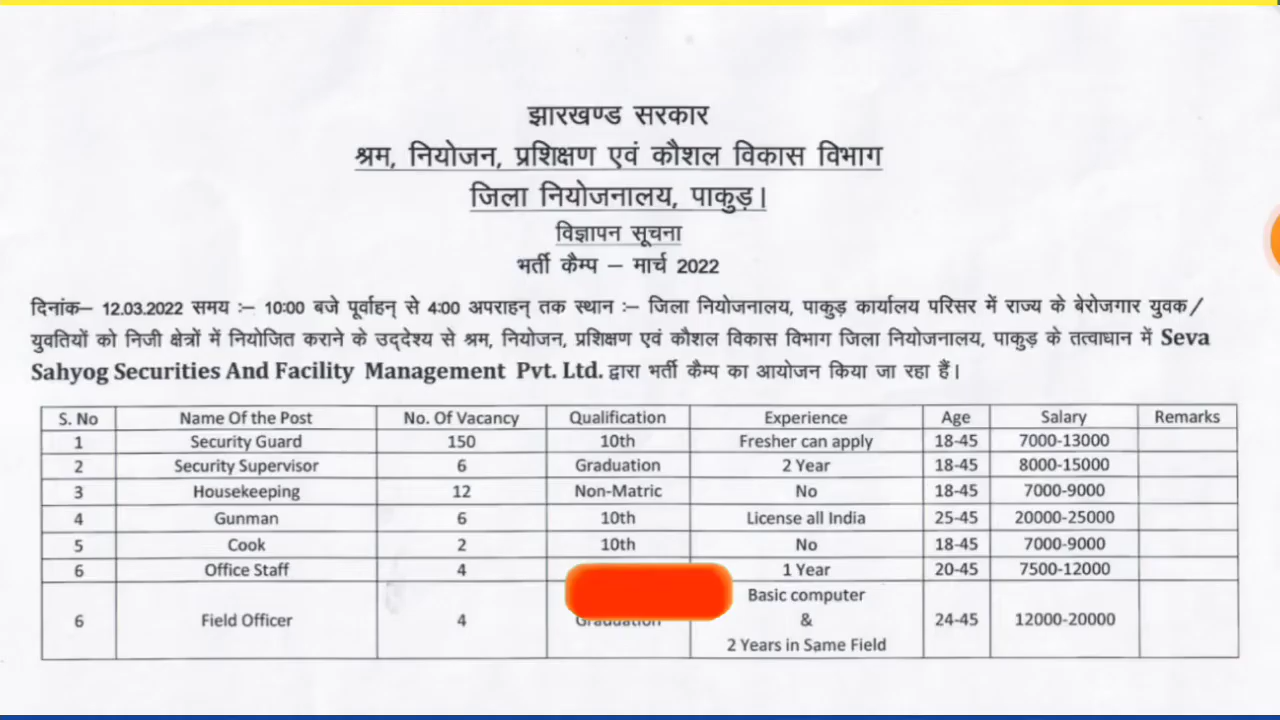 झारखण्ड सरकार
श्रम, नियोजन, प्रशिक्षण एवं कौशल विकास विभाग
जिला नियोजनालय, पाकुड़।
विज्ञापन सूचना
भर्ती कैम्प – मार्च 2022
दिनांक– 12.03.2022 समय :– 10:00 बजे पूर्वाहन् से 4:00 अपराहन् तक स्थान :– जिला नियोजनालय, पाकुड़ कार्यालय परिसर में राज्य के बेरोजगार युवक/
युवतियों को निजी क्षेत्रों में नियोजित कराने के उद्देश्य से श्रम, नियोजन, प्रशिक्षण एवं कौशल विकास विभाग जिला नियोजनालय, पाकुड़ के तत्वाधान में Seva
Sahyog Securities And Facility Management Pvt. Ltd. द्वारा भर्ती कैम्प का आयोजन किया जा रहा हैं।
S. No Name Of the Post No. Of Vacancy Qualification Experience Age Salary Remarks
1 Security Guard 150 10th Fresher can apply 18-45 7000-13000
2 Security Supervisor 6 Graduation 2 Year 18-45 8000-15000
3 Housekeeping 12 Non-Matric No 18-45 7000-9000
4 Gunman 6 10th License all India 25-45 20000-25000
5 Cook 2 10th No 18-45 7000-9000
6 Office Staff 4 1 Year 20-45 7500-12000
Basic computer
6 Field Officer 4 Graduation & 24-45 12000-20000
2 Years in Same Field